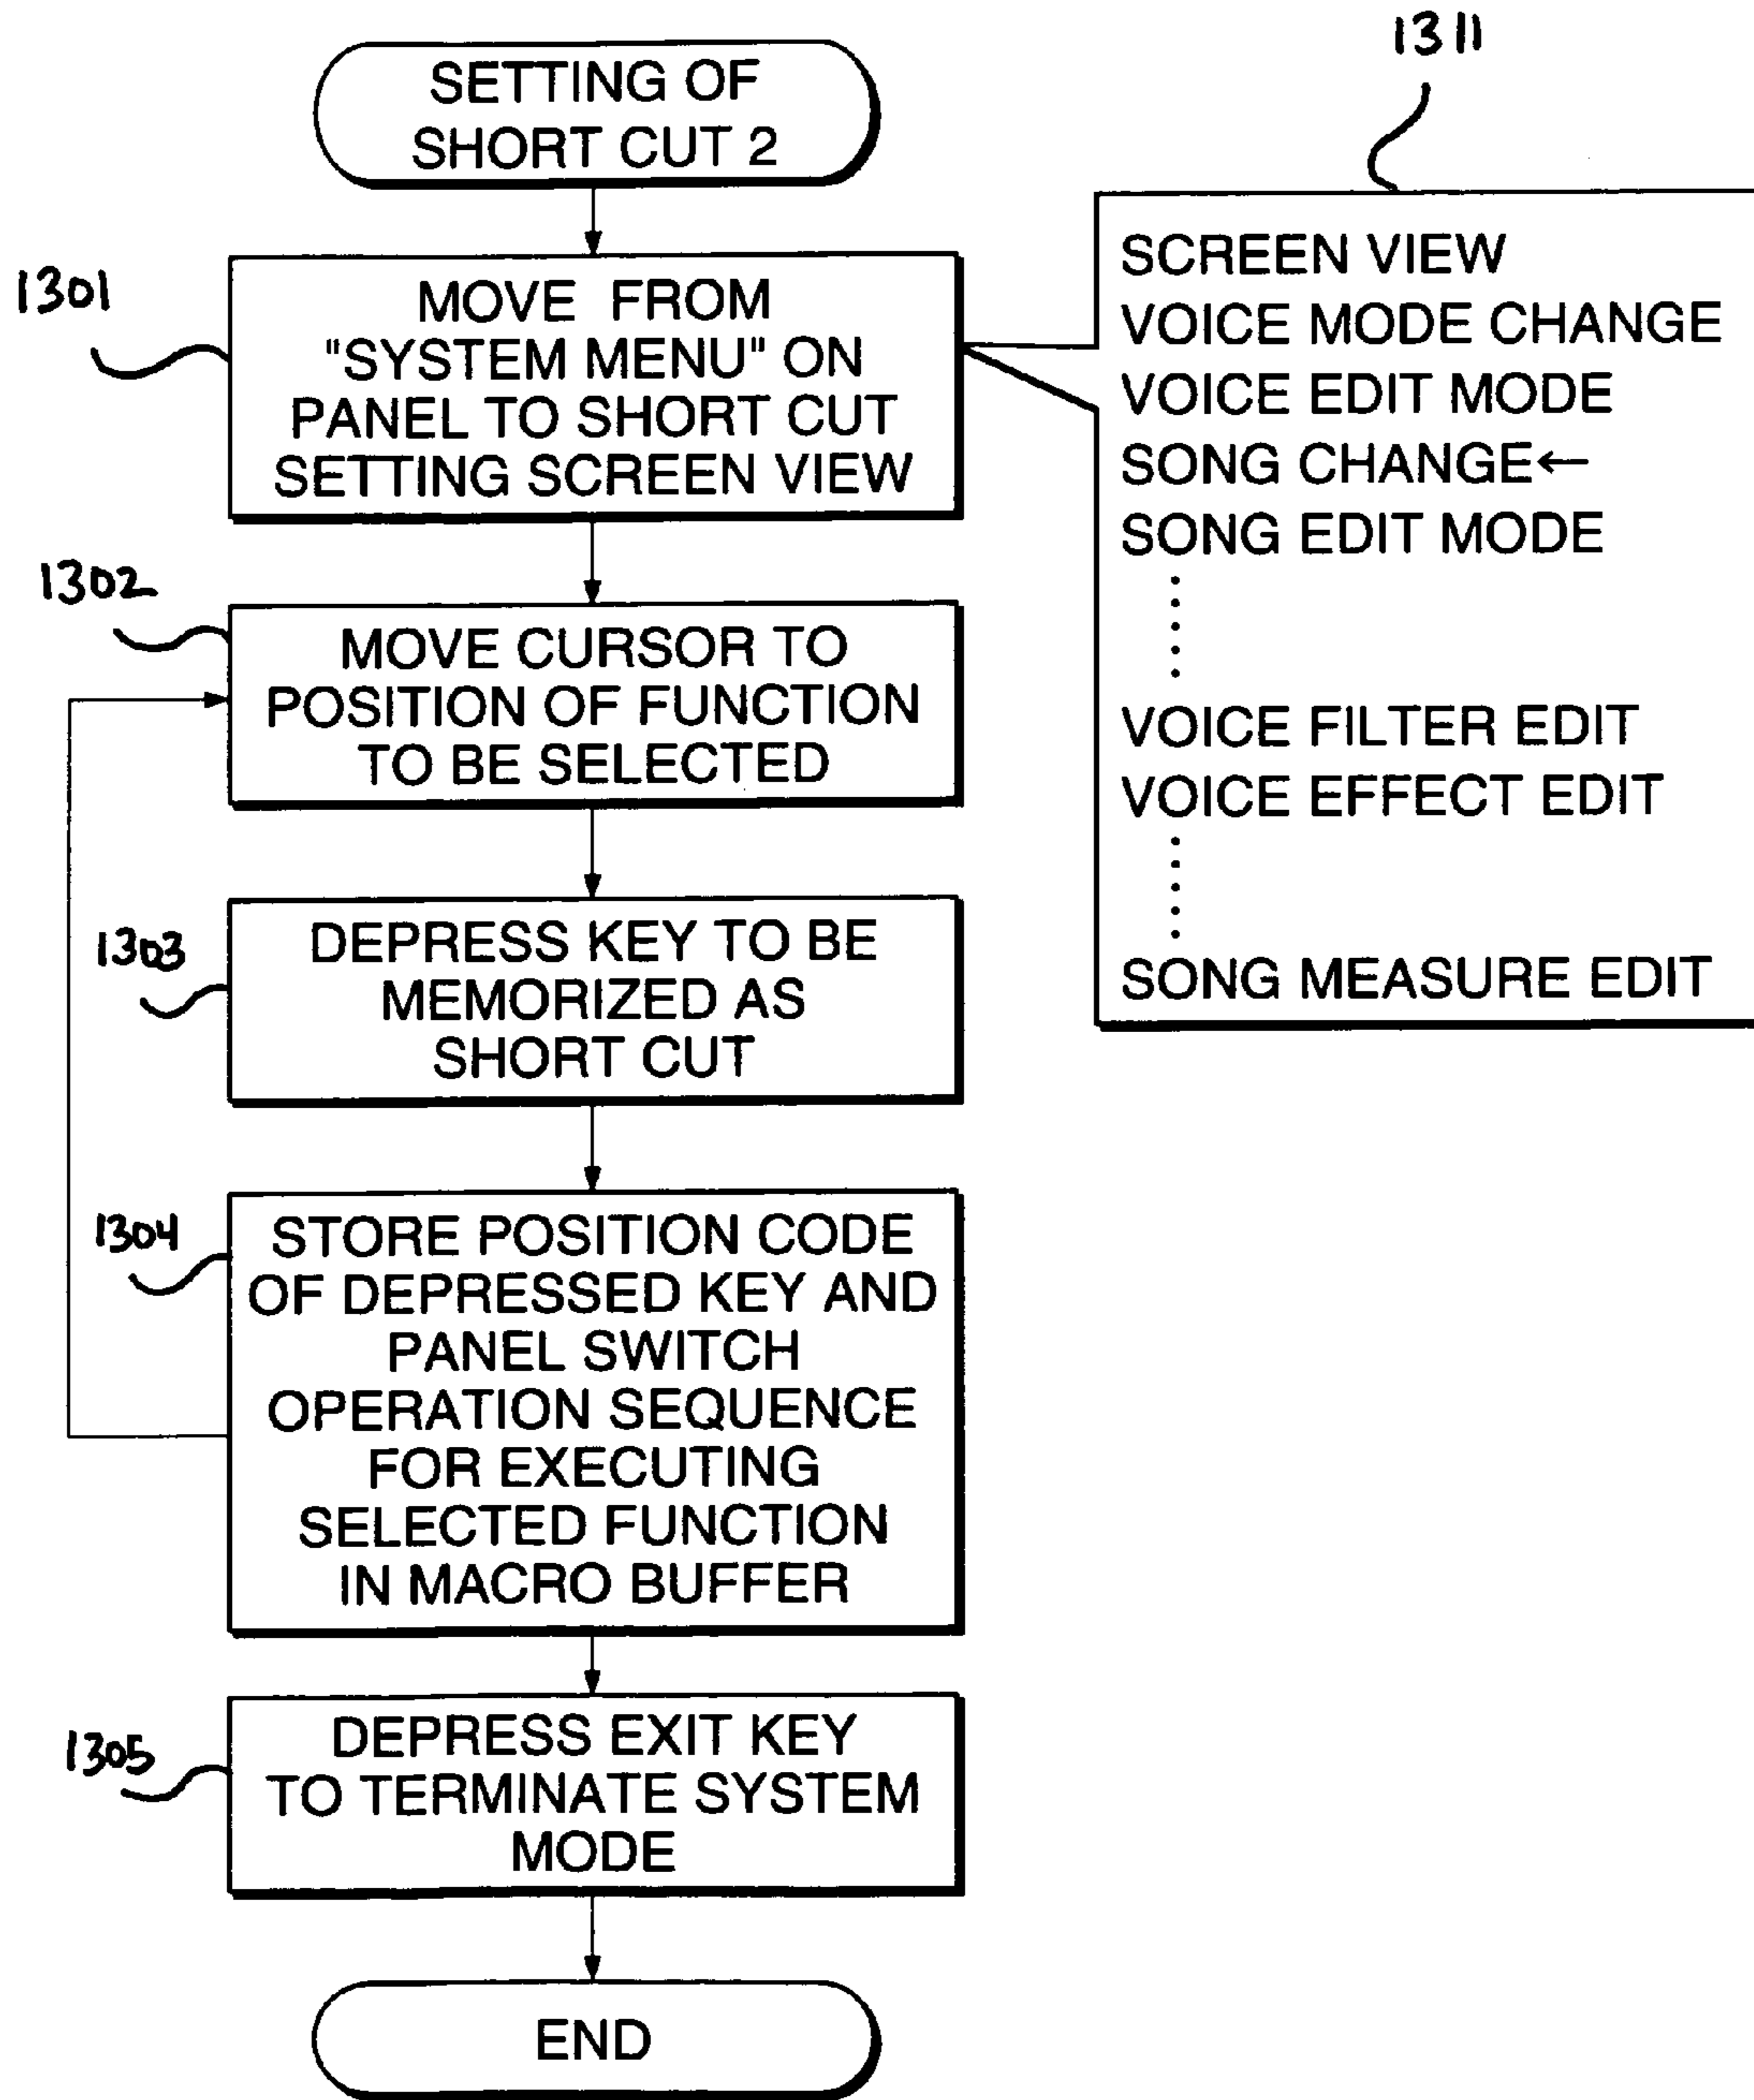 SETTING OF
SHORT CUT 2
1301
MOVE FROM
"SYSTEM MENU" ON
PANEL TO SHORT CUT
SETTING SCREEN VIEW
1311
SCREEN VIEW
VOICE MODE CHANGE
VOICE EDIT MODE
SONG CHANGE←
SONG EDIT MODE
VOICE FILTER EDIT
VOICE EFFECT EDIT
SONG MEASURE EDIT
1302
MOVE CURSOR TO
POSITION OF FUNCTION
TO BE SELECTED
1303
DEPRESS KEY TO BE
MEMORIZED AS
SHORT CUT
1304
STORE POSITION CODE
OF DEPRESSED KEY AND
PANEL SWITCH
OPERATION SEQUENCE
FOR EXECUTING
SELECTED FUNCTION
IN MACRO BUFFER
1305
DEPRESS EXIT KEY
TO TERMINATE SYSTEM
MODE
END